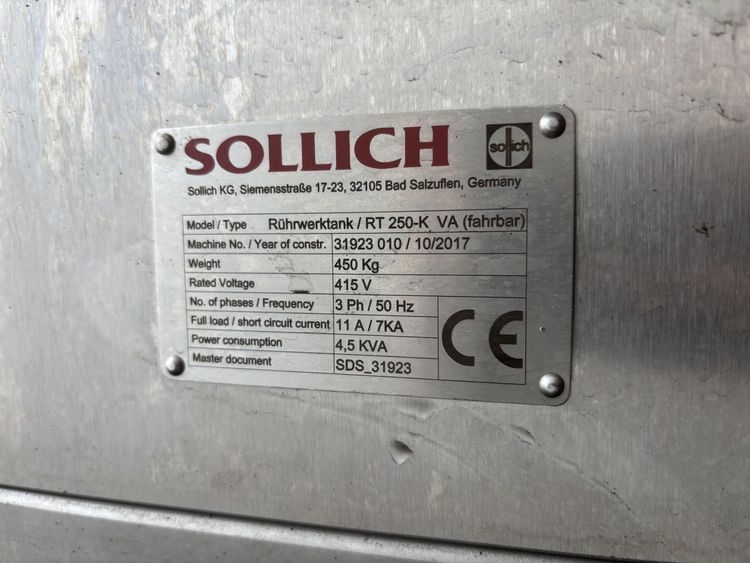 SOLLICH
sollich
Sollich KG, Siemensstraße 17-23, 32105 Bad Salzuflen, Germany
Model / Type Rührwerktank / RT 250-K VA (fahrbar)
Machine No. / Year of constr. 31923 010 / 10/2017
Weight 450 Kg
Rated Voltage 415 V
No. of phases / Frequency 3 Ph / 50 Hz
Full load / short circuit current 11 A / 7KA
Power consumption 4,5 KVA
Master document SDS_31923
CE